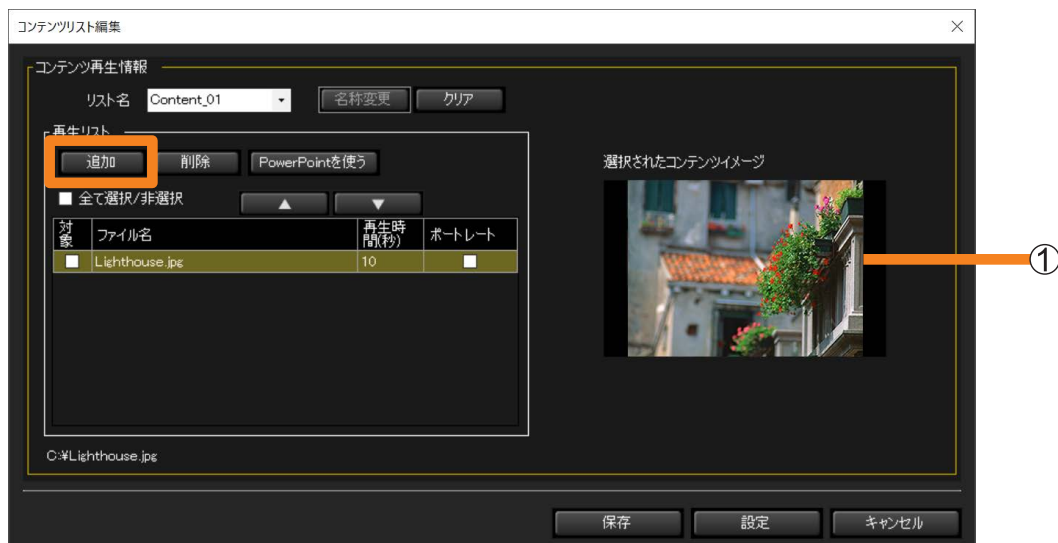 コンテンツリスト編集
コンテンツ再生情報
リスト名 Content_01 名称変更 クリア
再生リスト
追加 削除 PowerPointを使う
選択されたコンテンツイメージ
全て選択/非選択 ▲ ▼
対象 ファイル名 再生時間(秒) ポートレート
Lighthouse.jpg 10
①
C:¥Lighthouse.jpg
保存 設定 キャンセル